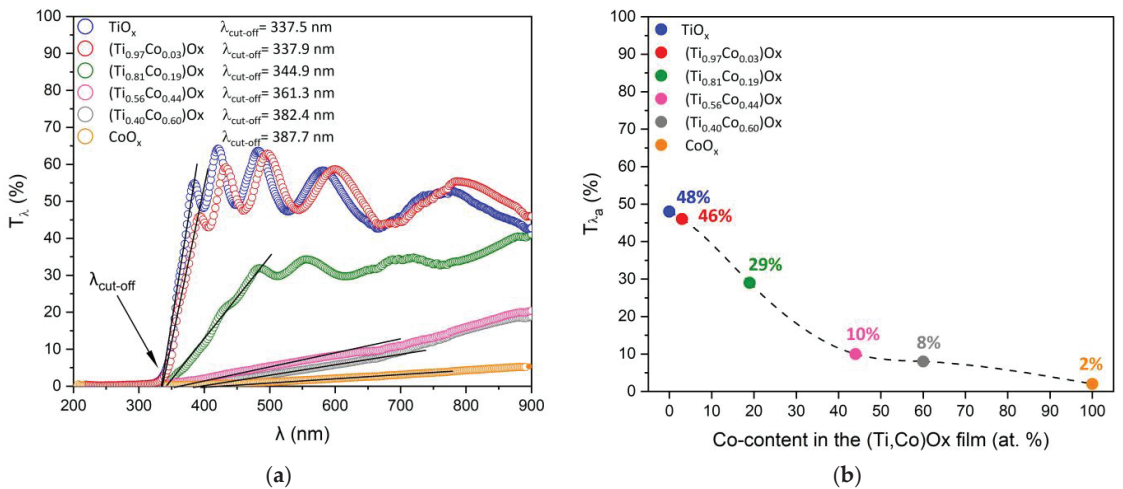 100
90
80
70
60
50
40
30
20
10
0
Tλ (%)
TiOx λcut-off= 337.5 nm
(Ti0.97Co0.03)Ox λcut-off= 337.9 nm
(Ti0.81Co0.19)Ox λcut-off= 344.9 nm
(Ti0.56Co0.44)Ox λcut-off= 361.3 nm
(Ti0.40Co0.60)Ox λcut-off= 382.4 nm
CoOx λcut-off= 387.7 nm
λcut-off
200 300 400 500 600 700 800 900
λ (nm)
(a)
100
90
80
70
60
50
40
30
20
10
0
Tλa (%)
TiOx
(Ti0.97Co0.03)Ox
(Ti0.81Co0.19)Ox
(Ti0.56Co0.44)Ox
(Ti0.40Co0.60)Ox
CoOx
48%
46%
29%
10%
8%
2%
0 10 20 30 40 50 60 70 80 90 100
Co-content in the (Ti,Co)Ox film (at. %)
(b)